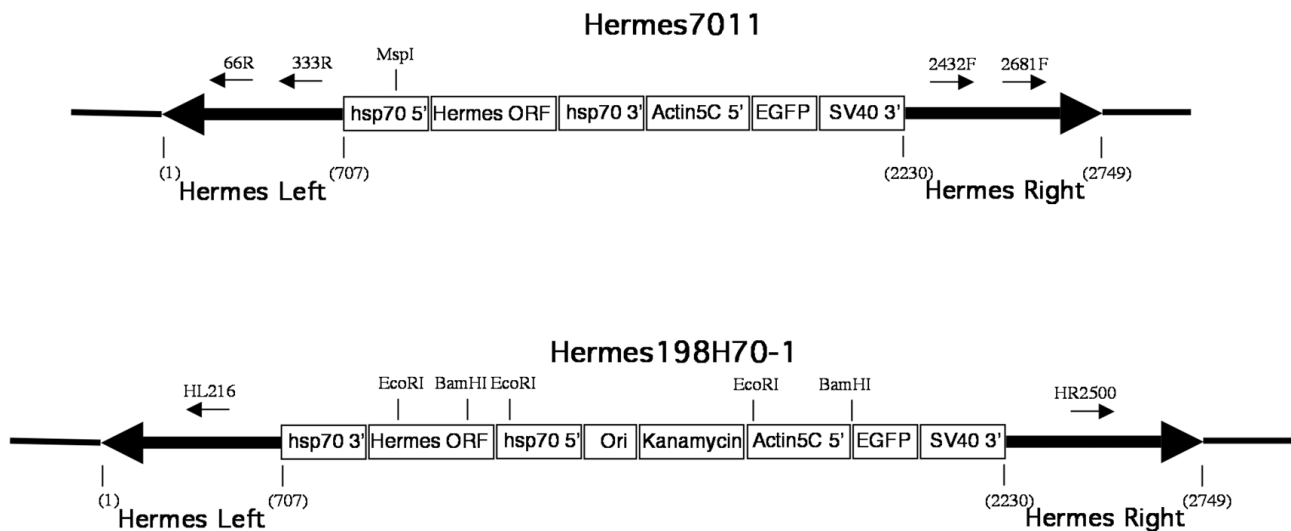 Hermes7011
66R 333R MspI 2432F 2681F
hsp70 5’ Hermes ORF hsp70 3’ Actin5C 5’ EGFP SV40 3’
(1) (707) (2230) (2749)
Hermes Left Hermes Right
Hermes198H70-1
HL216 EcoRI BamHI EcoRI EcoRI BamHI HR2500
hsp70 3’ Hermes ORF hsp70 5’ Ori Kanamycin Actin5C 5’ EGFP SV40 3’
(1) (707) (2230) (2749)
Hermes Left Hermes Right